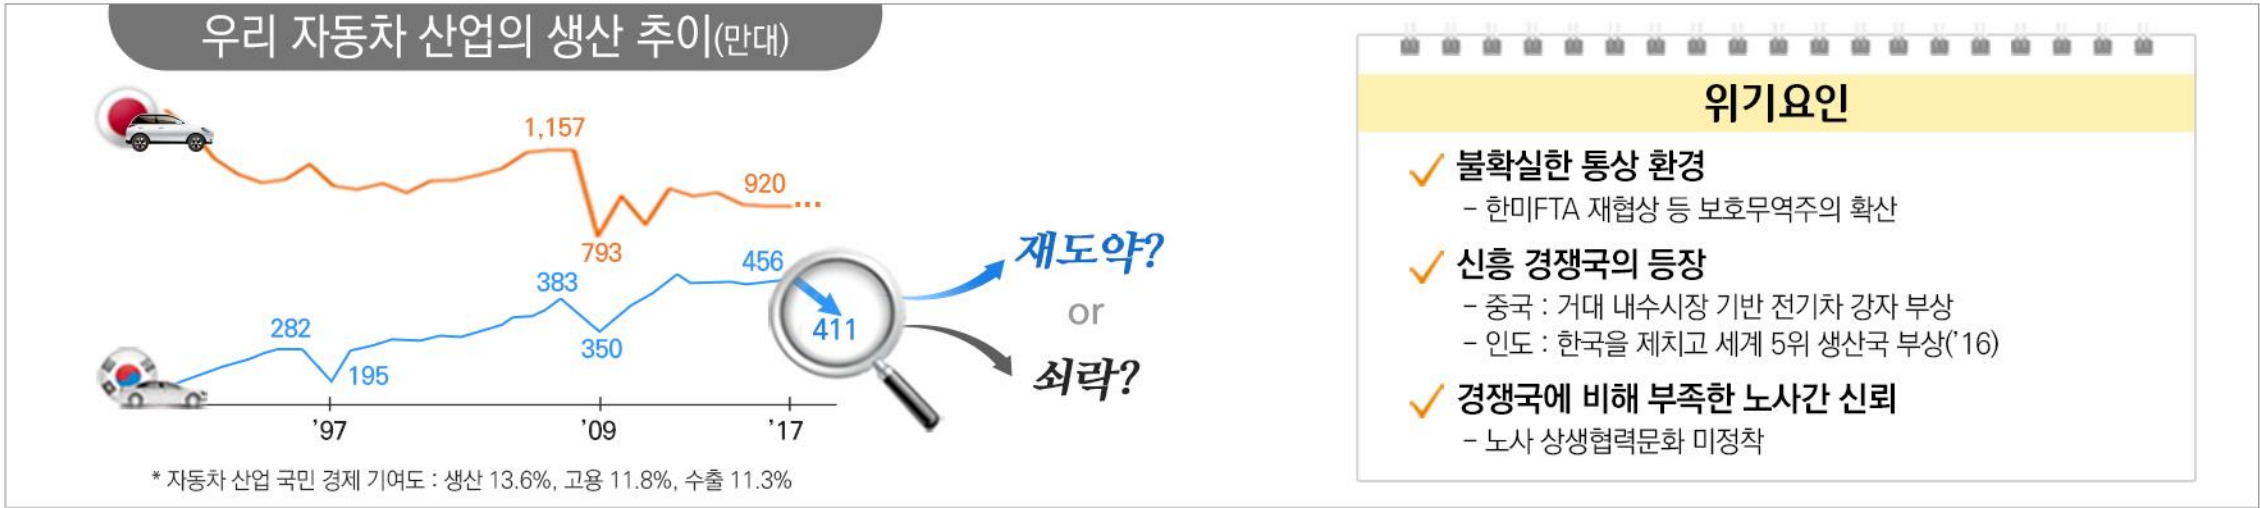 우리 자동차 산업의 생산 추이(만대)
1,157
920
...
793
456
383
282
411
350
195
’97
’09
’17
재도약?
or
쇠락?
* 자동차 산업 국민 경제 기여도 : 생산 13.6%, 고용 11.8%, 수출 11.3%
위기요인
불확실한 통상 환경
– 한미FTA 재협상 등 보호무역주의 확산
신흥 경쟁국의 등장
– 중국 : 거대 내수시장 기반 전기차 강자 부상
– 인도 : 한국을 제치고 세계 5위 생산국 부상(’16)
경쟁국에 비해 부족한 노사간 신뢰
– 노사 상생협력문화 미정착